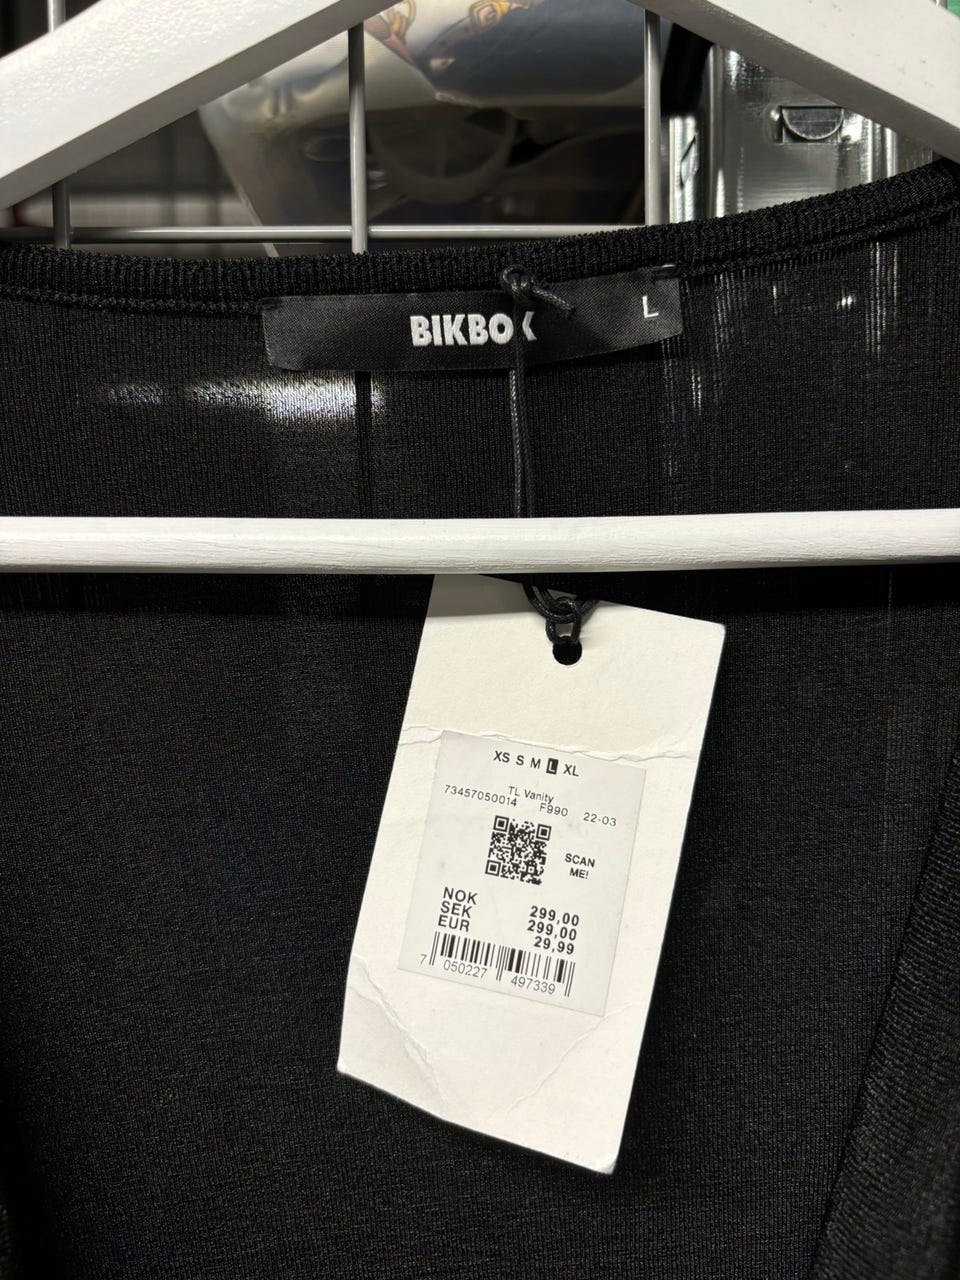 BIKBOK L
XS S M L XL
TL Vanity
73457050014 F990 22-03
SCAN
ME!
NOK 299,00
SEK 299,00
EUR 29,99
7 050227 497339